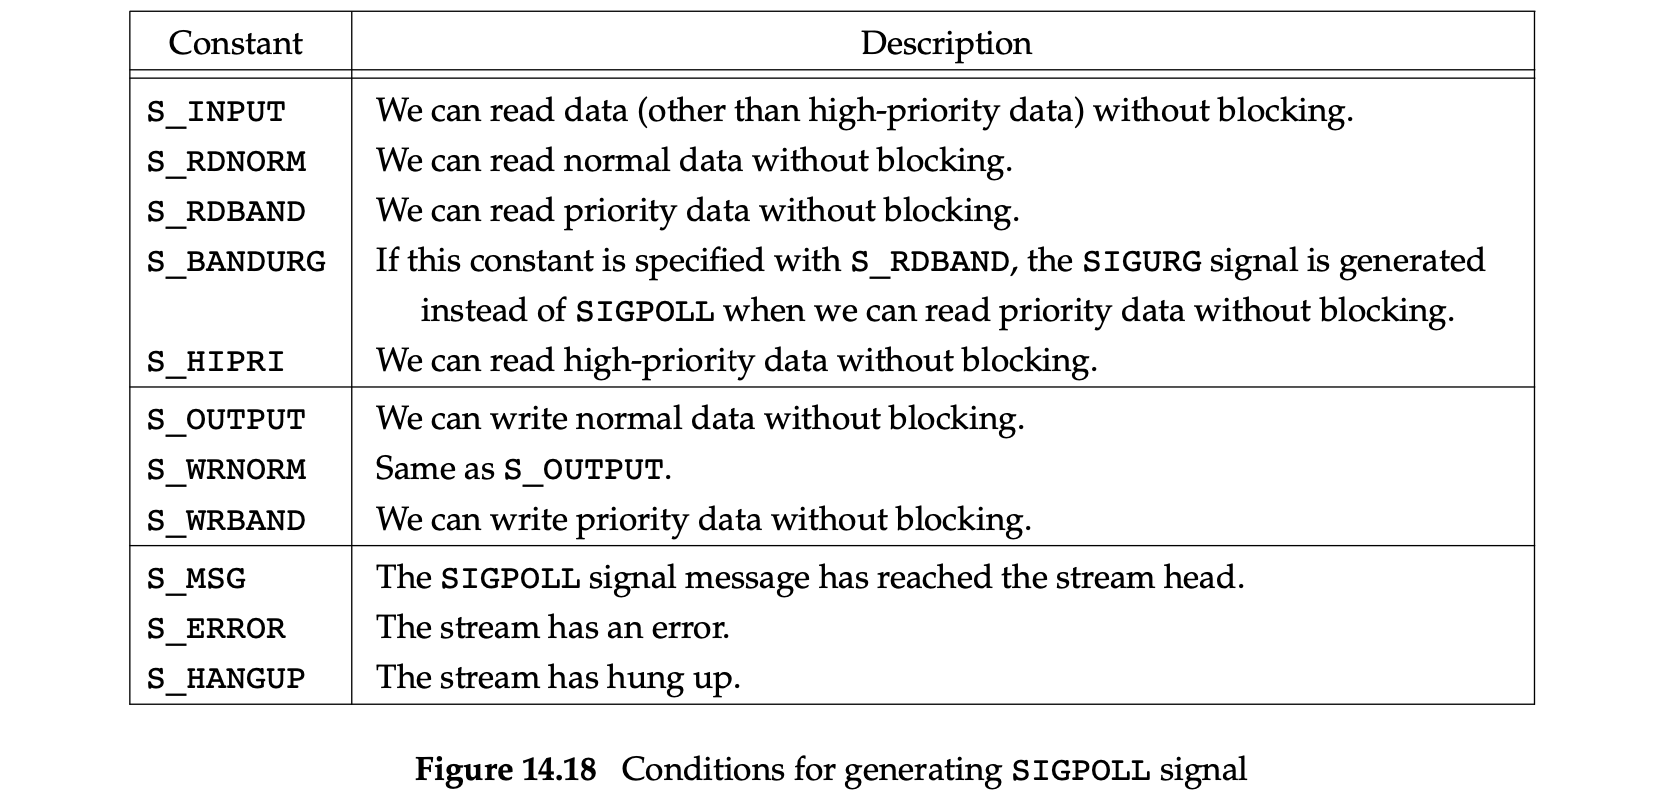 Constant Description
S_INPUT We can read data (other than high-priority data) without blocking.
S_RDNORM We can read normal data without blocking.
S_RDBAND We can read priority data without blocking.
S_BANDURG If this constant is specified with S_RDBAND, the SIGURG signal is generated
instead of SIGPOLL when we can read priority data without blocking.
S_HIPRI We can read high-priority data without blocking.
S_OUTPUT We can write normal data without blocking.
S_WRNORM Same as S_OUTPUT.
S_WRBAND We can write priority data without blocking.
S_MSG The SIGPOLL signal message has reached the stream head.
S_ERROR The stream has an error.
S_HANGUP The stream has hung up.
Figure 14.18 Conditions for generating SIGPOLL signal